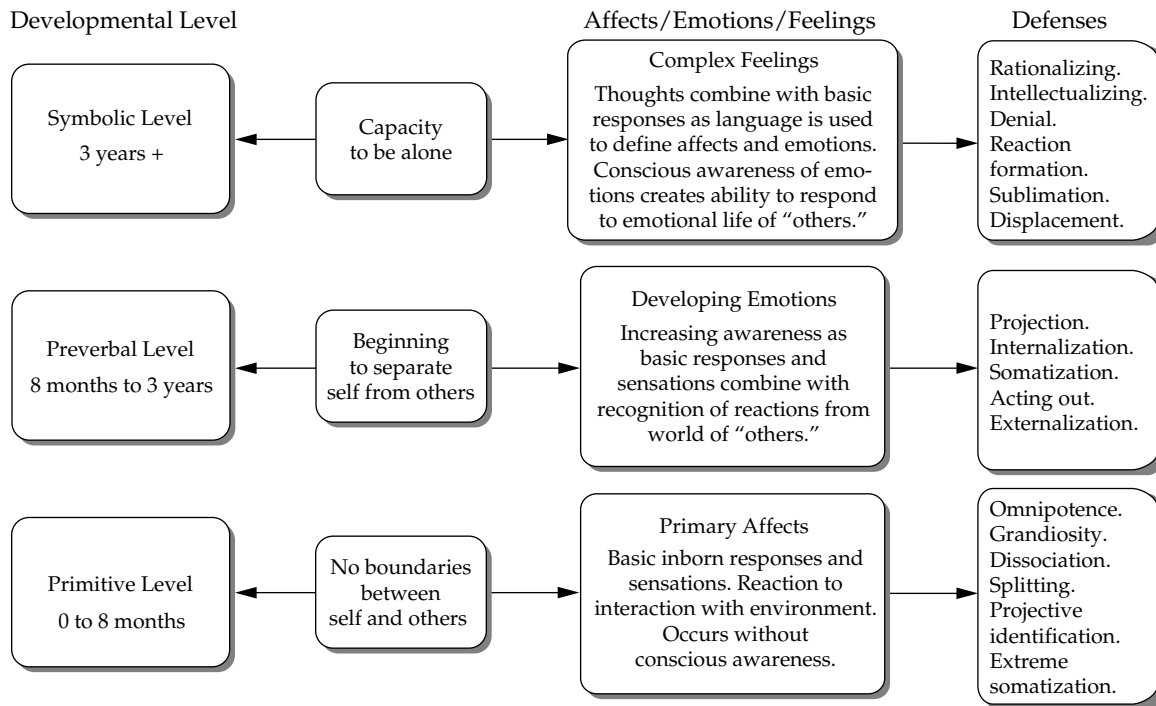 Developmental Level
Affects/Emotions/Feelings
Defenses
Symbolic Level
3 years +
Capacity
to be alone
Complex Feelings
Thoughts combine with basic
responses as language is used
to define affects and emotions.
Conscious awareness of emo-
tions creates ability to respond
to emotional life of “others.”
Rationalizing.
Intellectualizing.
Denial.
Reaction
formation.
Sublimation.
Displacement.
Preverbal Level
8 months to 3 years
Beginning
to separate
self from others
Developing Emotions
Increasing awareness as
basic responses and
sensations combine with
recognition of reactions from
world of “others.”
Projection.
Internalization.
Somatization.
Acting out.
Externalization.
Primitive Level
0 to 8 months
No boundaries
between
self and others
Primary Affects
Basic inborn responses and
sensations. Reaction to
interaction with environment.
Occurs without
conscious awareness.
Omnipotence.
Grandiosity.
Dissociation.
Splitting.
Projective
identification.
Extreme
somatization.